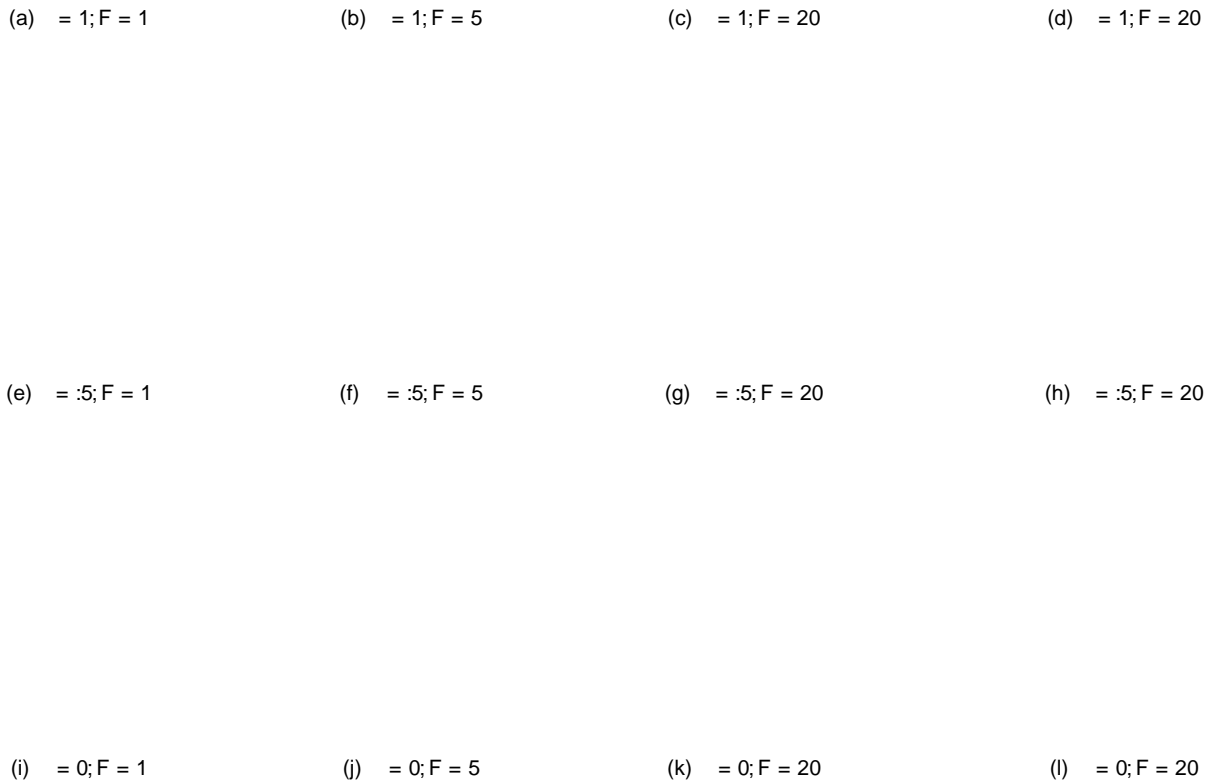 (a) = 1; F = 1 (b) = 1; F = 5 (c) = 1; F = 20 (d) = 1; F = 20
(e) = :5; F = 1 (f) = :5; F = 5 (g) = :5; F = 20 (h) = :5; F = 20
(i) = 0; F = 1 (j) = 0; F = 5 (k) = 0; F = 20 (l) = 0; F = 20